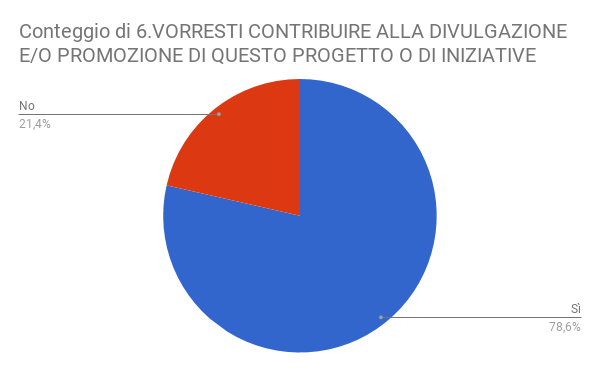 Conteggio di 6.VORRESTI CONTRIBUIRE ALLA DIVULGAZIONE
E/O PROMOZIONE DI QUESTO PROGETTO O DI INIZIATIVE
No
21,4%
Sì
78,6%